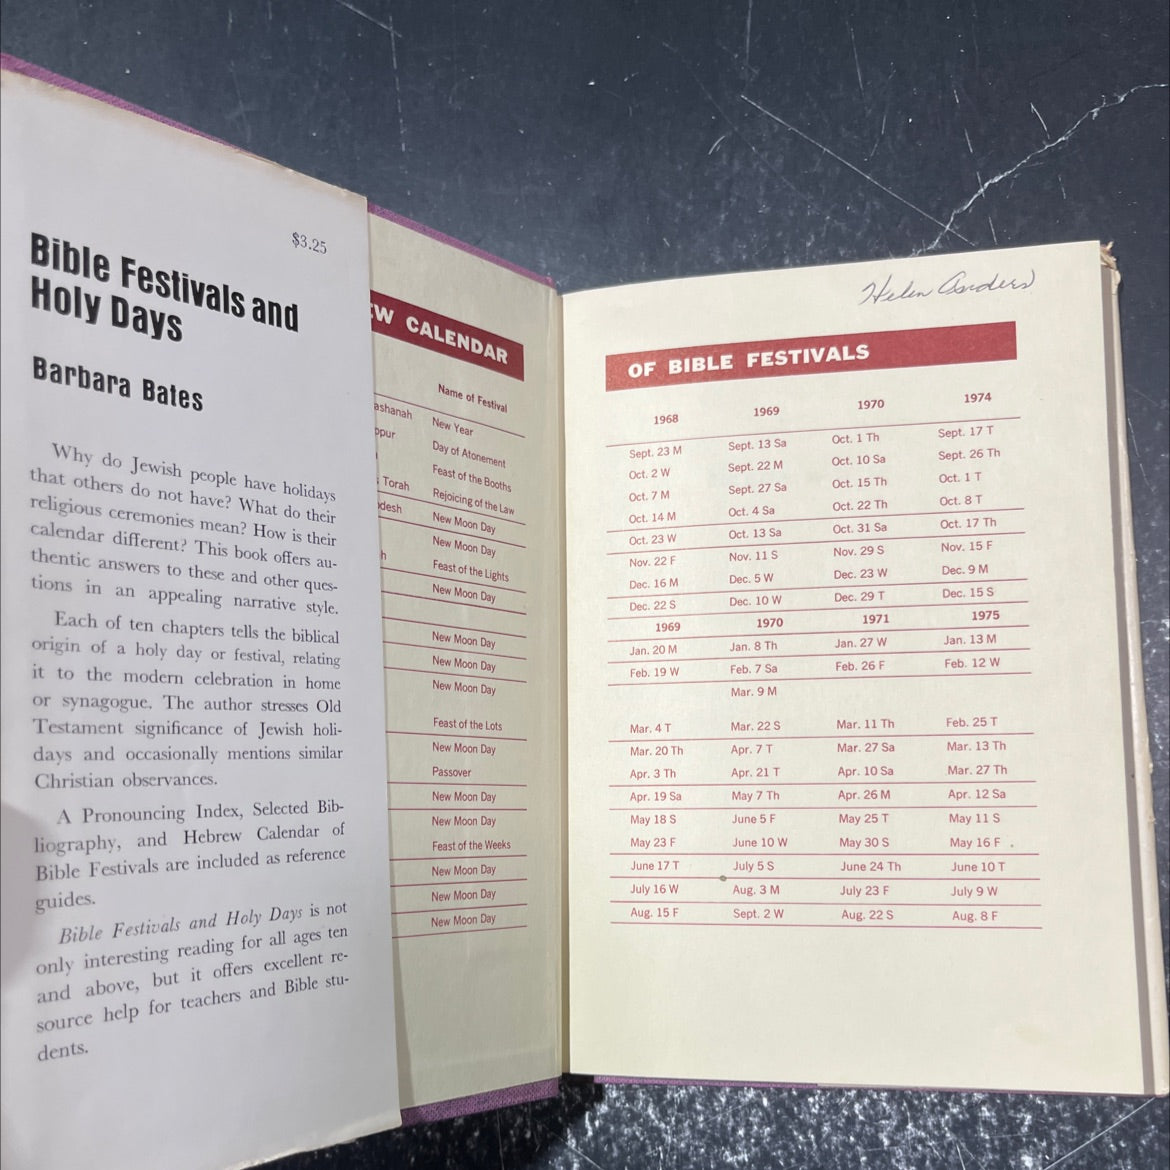 $3.25
Bible Festivals and
Holy Days
Barbara Bates
Why do Jewish people have holidays
that others do not have? What do their
religious ceremonies mean? How is their
calendar different? This book offers au-
thentic answers to these and other ques-
tions in an appealing narrative style.
Each of ten chapters tells the biblical
origin of a holy day or festival, relating
it to the modern celebration in home
or synagogue. The author stresses Old
Testament significance of Jewish holi-
days and occasionally mentions similar
Christian observances.
A Pronouncing Index, Selected Bib-
liography, and Hebrew Calendar of
Bible Festivals are included as reference
guides.
Bible Festivals and Holy Days is not
only interesting reading for all ages ten
and above, but it offers excellent re-
source help for teachers and Bible stu-
dents.
EW CALENDAR
Name of Festival
ashanah New Year
ppur Day of Atonement
Feast of the Booths
Torah Rejoicing of the Law
desh New Moon Day
New Moon Day
h Feast of the Lights
New Moon Day
New Moon Day
New Moon Day
New Moon Day
Feast of the Lots
New Moon Day
Passover
New Moon Day
New Moon Day
Feast of the Weeks
New Moon Day
New Moon Day
New Moon Day
Helen Anders
OF BIBLE FESTIVALS
1968 1969 1970 1974
Sept. 23 M Sept. 13 Sa Oct. 1 Th Sept. 17 T
Oct. 2 W Sept. 22 M Oct. 10 Sa Sept. 26 Th
Oct. 7 M Sept. 27 Sa Oct. 15 Th Oct. 1 T
Oct. 14 M Oct. 4 Sa Oct. 22 Th Oct. 8 T
Oct. 23 W Oct. 13 Sa Oct. 31 Sa Oct. 17 Th
Nov. 22 F Nov. 11 S Nov. 29 S Nov. 15 F
Dec. 16 M Dec. 5 W Dec. 23 W Dec. 9 M
Dec. 22 S Dec. 10 W Dec. 29 T Dec. 15 S
1969 1970 1971 1975
Jan. 20 M Jan. 8 Th Jan. 27 W Jan. 13 M
Feb. 19 W Feb. 7 Sa Feb. 26 F Feb. 12 W
Mar. 9 M
Mar. 4 T Mar. 22 S Mar. 11 Th Feb. 25 T
Mar. 20 Th Apr. 7 T Mar. 27 Sa Mar. 13 Th
Apr. 3 Th Apr. 21 T Apr. 10 Sa Mar. 27 Th
Apr. 19 Sa May 7 Th Apr. 26 M Apr. 12 Sa
May 18 S June 5 F May 25 T May 11 S
May 23 F June 10 W May 30 S May 16 F
June 17 T July 5 S June 24 Th June 10 T
July 16 W Aug. 3 M July 23 F July 9 W
Aug. 15 F Sept. 2 W Aug. 22 S Aug. 8 F